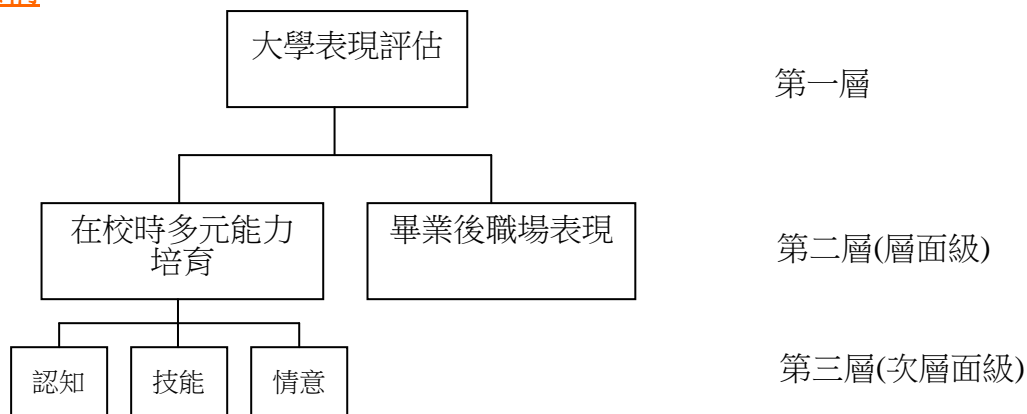 大學表現評估
第一層
在校時多元能力
培育
畢業後職場表現
第二層(層面級)
認知
技能
情意
第三層(次層面級)